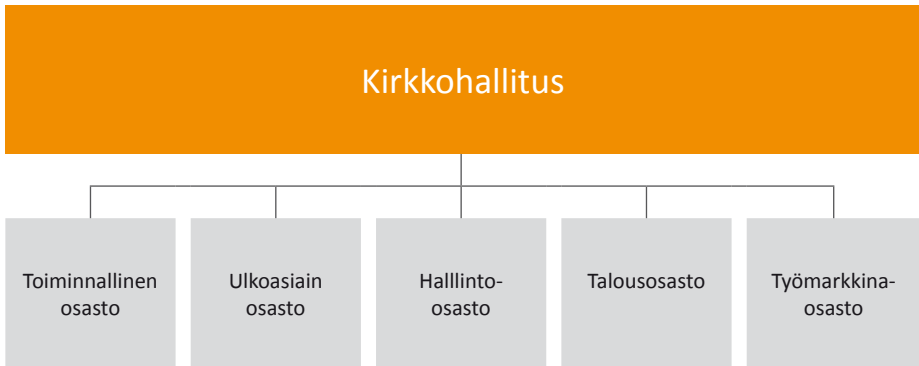 Kirkkohallitus
Toiminnallinen
osasto
Ulkoasiain
osasto
Halllinto-
osasto
Talousosasto
Työmarkkina-
osasto